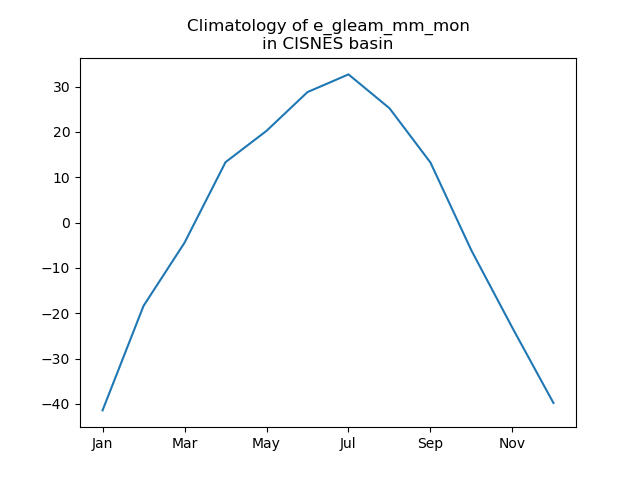 Climatology of e_gleam_mm_mon
in CISNES basin
30
20
10
0
−10
−20
−30
−40
Jan
Mar
May
Jul
Sep
Nov